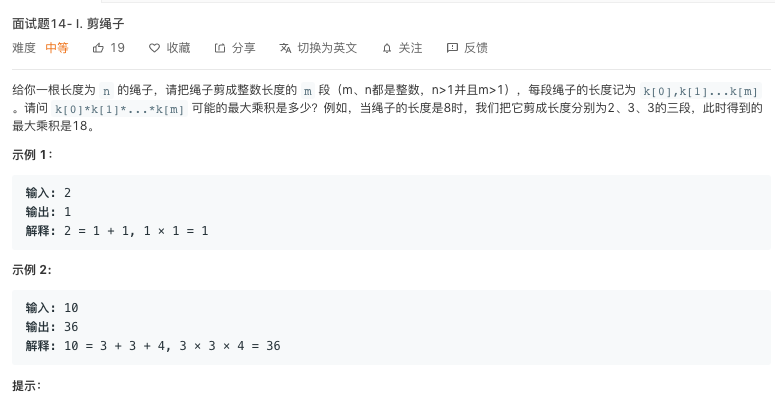 面试题14- I. 剪绳子
难度 中等 19 收藏 分享 切换为英文 关注 反馈
给你一根长度为 n 的绳子，请把绳子剪成整数长度的 m 段（m、n都是整数，n>1并且m>1），每段绳子的长度记为 k[0],k[1]...k[m]
。请问 k[0]*k[1]*...*k[m] 可能的最大乘积是多少？例如，当绳子的长度是8时，我们把它剪成长度分别为2、3、3的三段，此时得到的
最大乘积是18。
示例 1：
输入: 2
输出: 1
解释: 2 = 1 + 1, 1 × 1 = 1
示例 2:
输入: 10
输出: 36
解释: 10 = 3 + 3 + 4, 3 × 3 × 4 = 36
提示：